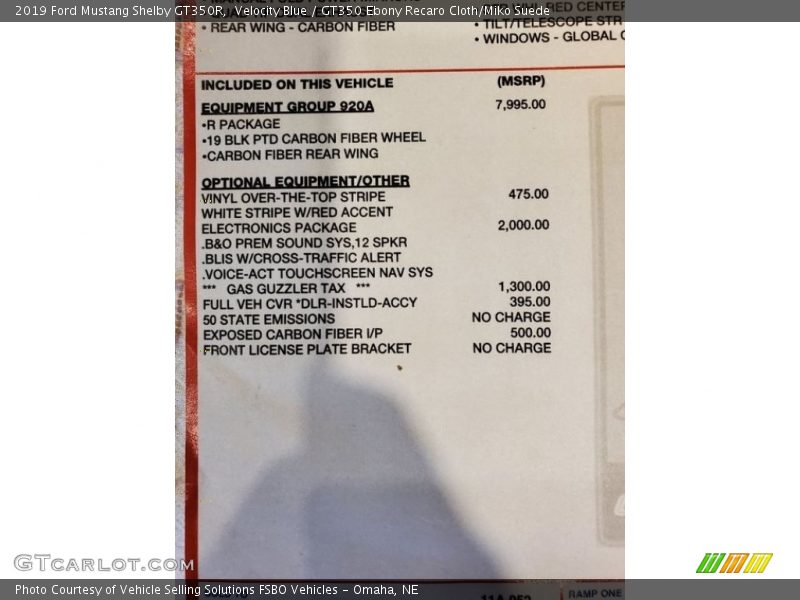 2019 Ford Mustang Shelby GT350R, Velocity Blue / GT350 Ebony Recaro Cloth/Miko Suede
• REAR WING - CARBON FIBER
• TILT/TELESCOPE STR
• WINDOWS - GLOBAL
INCLUDED ON THIS VEHICLE (MSRP)
EQUIPMENT GROUP 920A 7,995.00
•R PACKAGE
•19 BLK PTD CARBON FIBER WHEEL
•CARBON FIBER REAR WING
OPTIONAL EQUIPMENT/OTHER
VINYL OVER-THE-TOP STRIPE 475.00
WHITE STRIPE W/RED ACCENT
ELECTRONICS PACKAGE 2,000.00
.B&O PREM SOUND SYS,12 SPKR
.BLIS W/CROSS-TRAFFIC ALERT
.VOICE-ACT TOUCHSCREEN NAV SYS
*** GAS GUZZLER TAX *** 1,300.00
FULL VEH CVR *DLR-INSTLD-ACCY 395.00
50 STATE EMISSIONS NO CHARGE
EXPOSED CARBON FIBER I/P 500.00
FRONT LICENSE PLATE BRACKET NO CHARGE
GTCARLOT.COM
Photo Courtesy of Vehicle Selling Solutions FSBO Vehicles - Omaha, NE
RAMP ONE